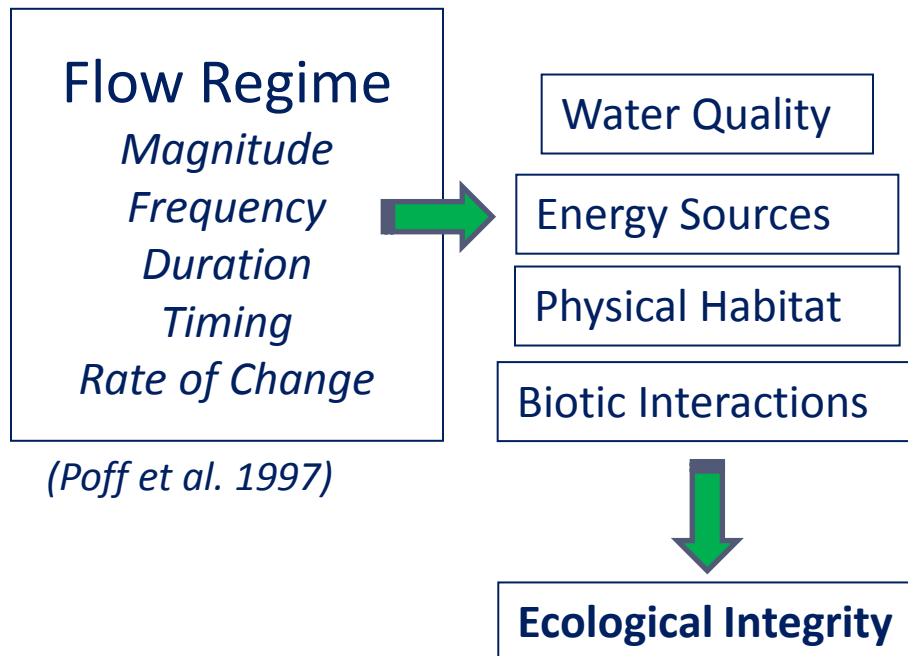 Flow Regime
Magnitude
Frequency
Duration
Timing
Rate of Change
(Poff et al. 1997)
Water Quality
Energy Sources
Physical Habitat
Biotic Interactions
Ecological Integrity